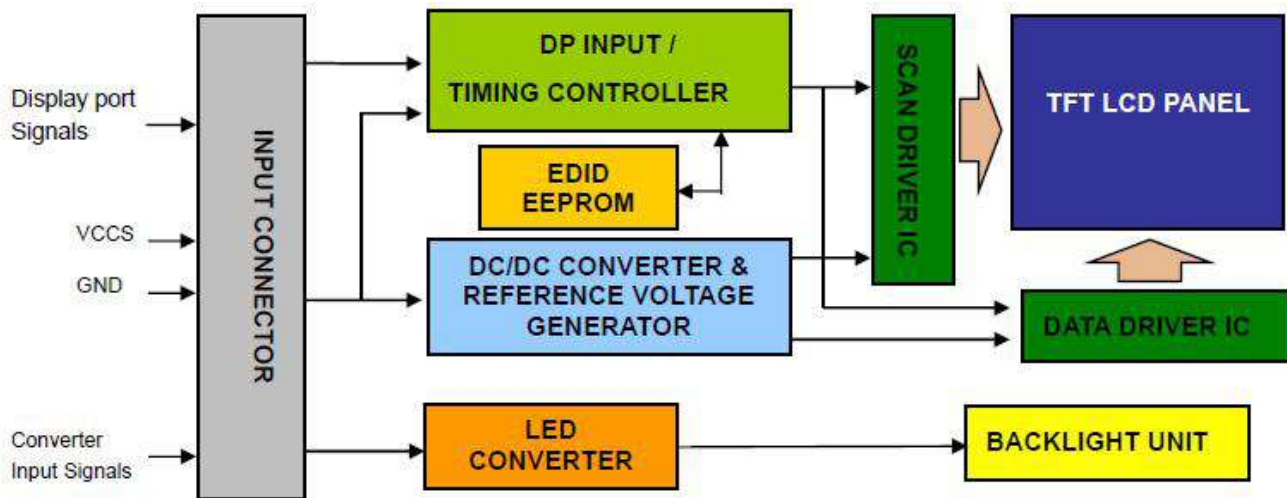 Display port
Signals
VCCS
GND
Converter
Input Signals
INPUT CONNECTOR
DP INPUT /
TIMING CONTROLLER
EDID
EEPROM
DC/DC CONVERTER &
REFERENCE VOLTAGE
GENERATOR
LED
CONVERTER
SCAN DRIVER IC
TFT LCD PANEL
DATA DRIVER IC
BACKLIGHT UNIT